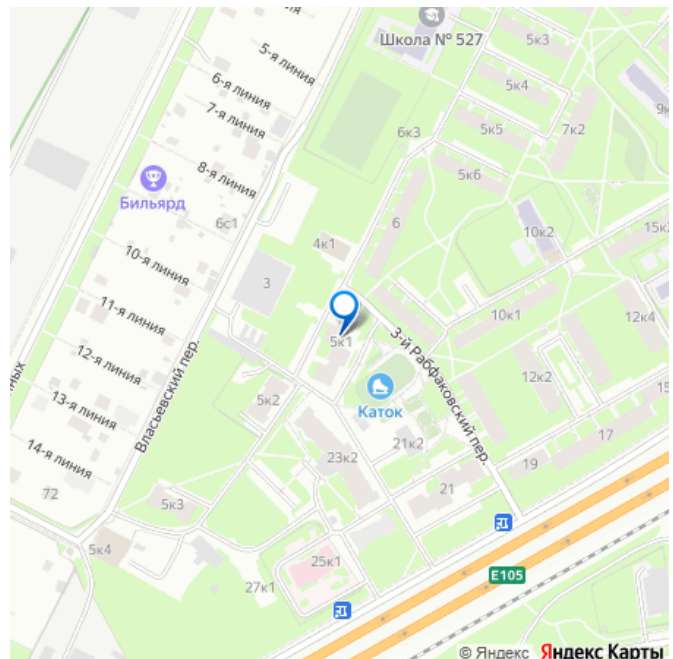 5-я линия
Школа № 527
5к3
6-я линия
5к4
7-я линия
6к3
5к5
7к2
8-я линия
5к6
Бильярд
6с1
6
10к2
4к1
10-я линия
3
11-я линия
10к1
12к4
5к1
3-й Рабфаковский пер.
12-я линия
Власьевский пер.
12к2
Каток
13-я линия
5к2
21к2
17
14-я линия
23к2
19
21
72
5к3
5к4
25к1
E105
27к1
© Яндекс Яндекс Карты